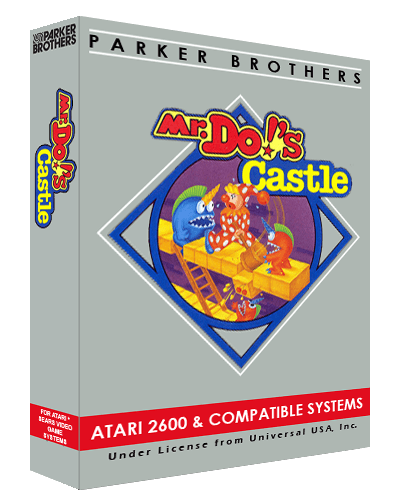 PARKER
BROTHERS
Mr. Do!'s
Castle
FOR ATARI®
SEARS VIDEO
GAME
SYSTEMS
PARKER BROTHERS
Mr. Do!'s
Castle
ATARI 2600 & COMPATIBLE SYSTEMS
Under License from Universal USA, Inc.